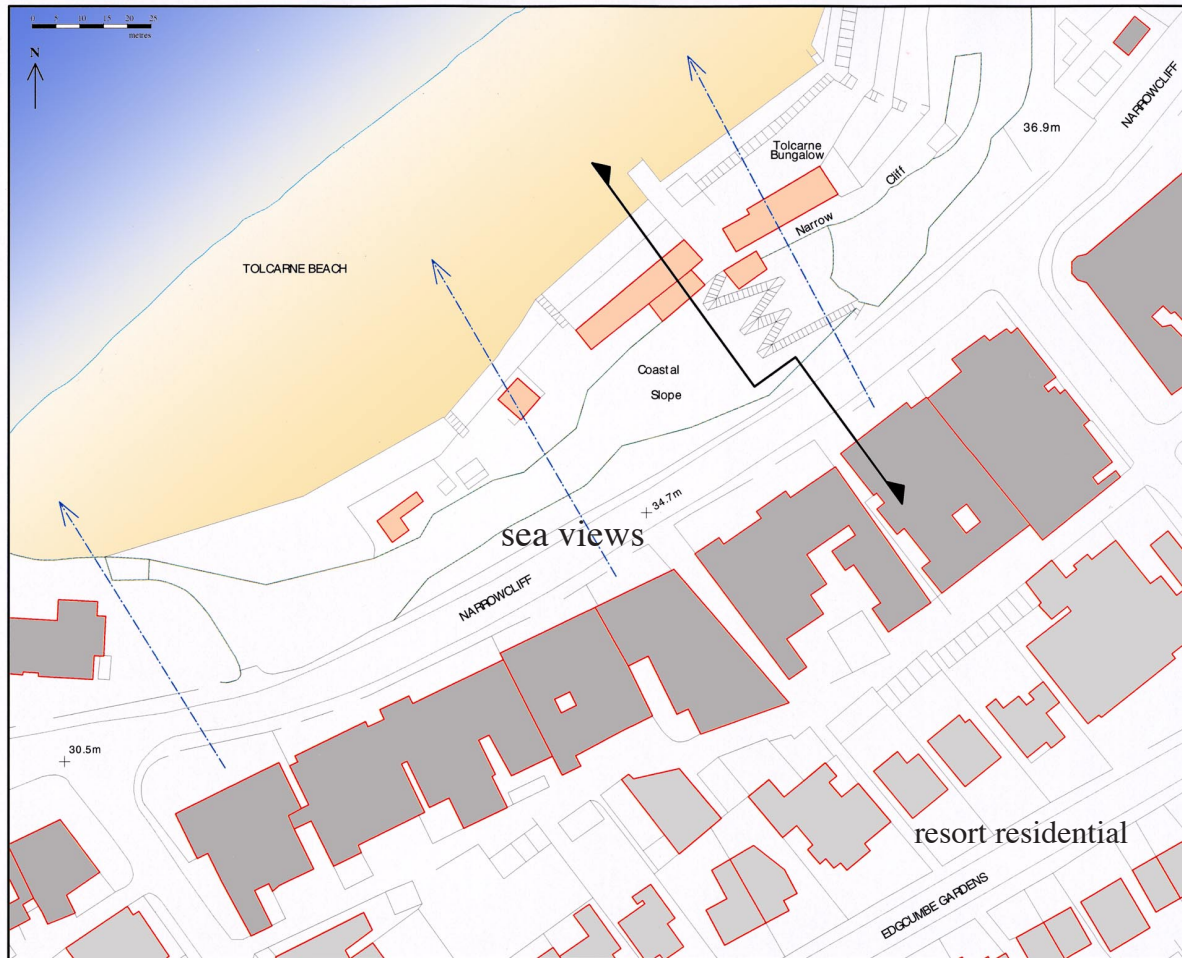 0 5 10 15 20 25
metres
N
NARROWCLIFF
36.9m
Tolcarne
Bungalow
Cliff
Narrow
TOLCARNE BEACH
Coastal
Slope
34.7m
sea views
NARROWCLIFF
30.5m
resort residential
EDGCUMBE GARDENS